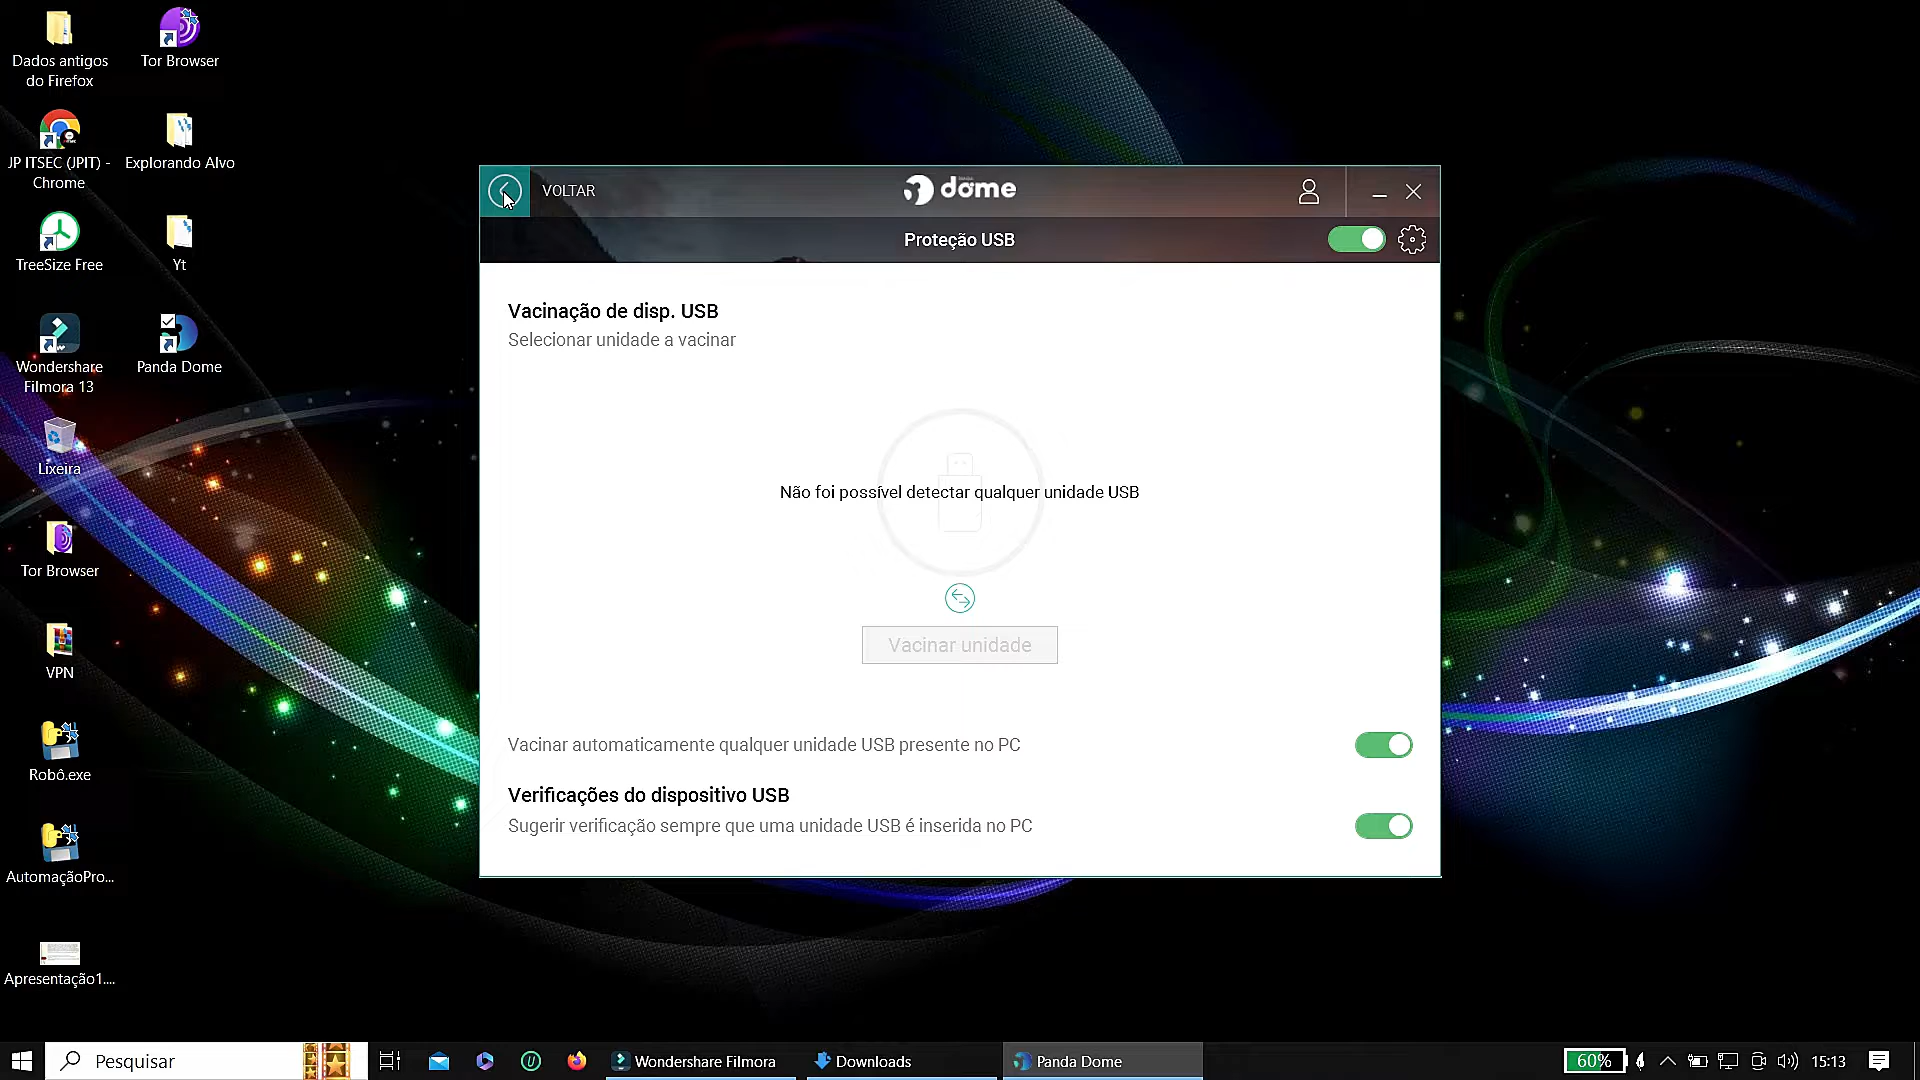 Dados antigos
do Firefox
Tor Browser
JP ITSEC (JPIT) -
Chrome
Explorando Alvo
TreeSize Free
Yt
Wondershare
Filmora 13
Panda Dome
Lixeira
Tor Browser
VPN
Robô.exe
AutomaçãoPro...
Apresentação1....
VOLTAR
dome
Proteção USB
Vacinação de disp. USB
Selecionar unidade a vacinar
Não foi possível detectar qualquer unidade USB
Vacinar unidade
Vacinar automaticamente qualquer unidade USB presente no PC
Verificações do dispositivo USB
Sugerir verificação sempre que uma unidade USB é inserida no PC
Pesquisar
Wondershare Filmora
Downloads
Panda Dome
60%
15:13